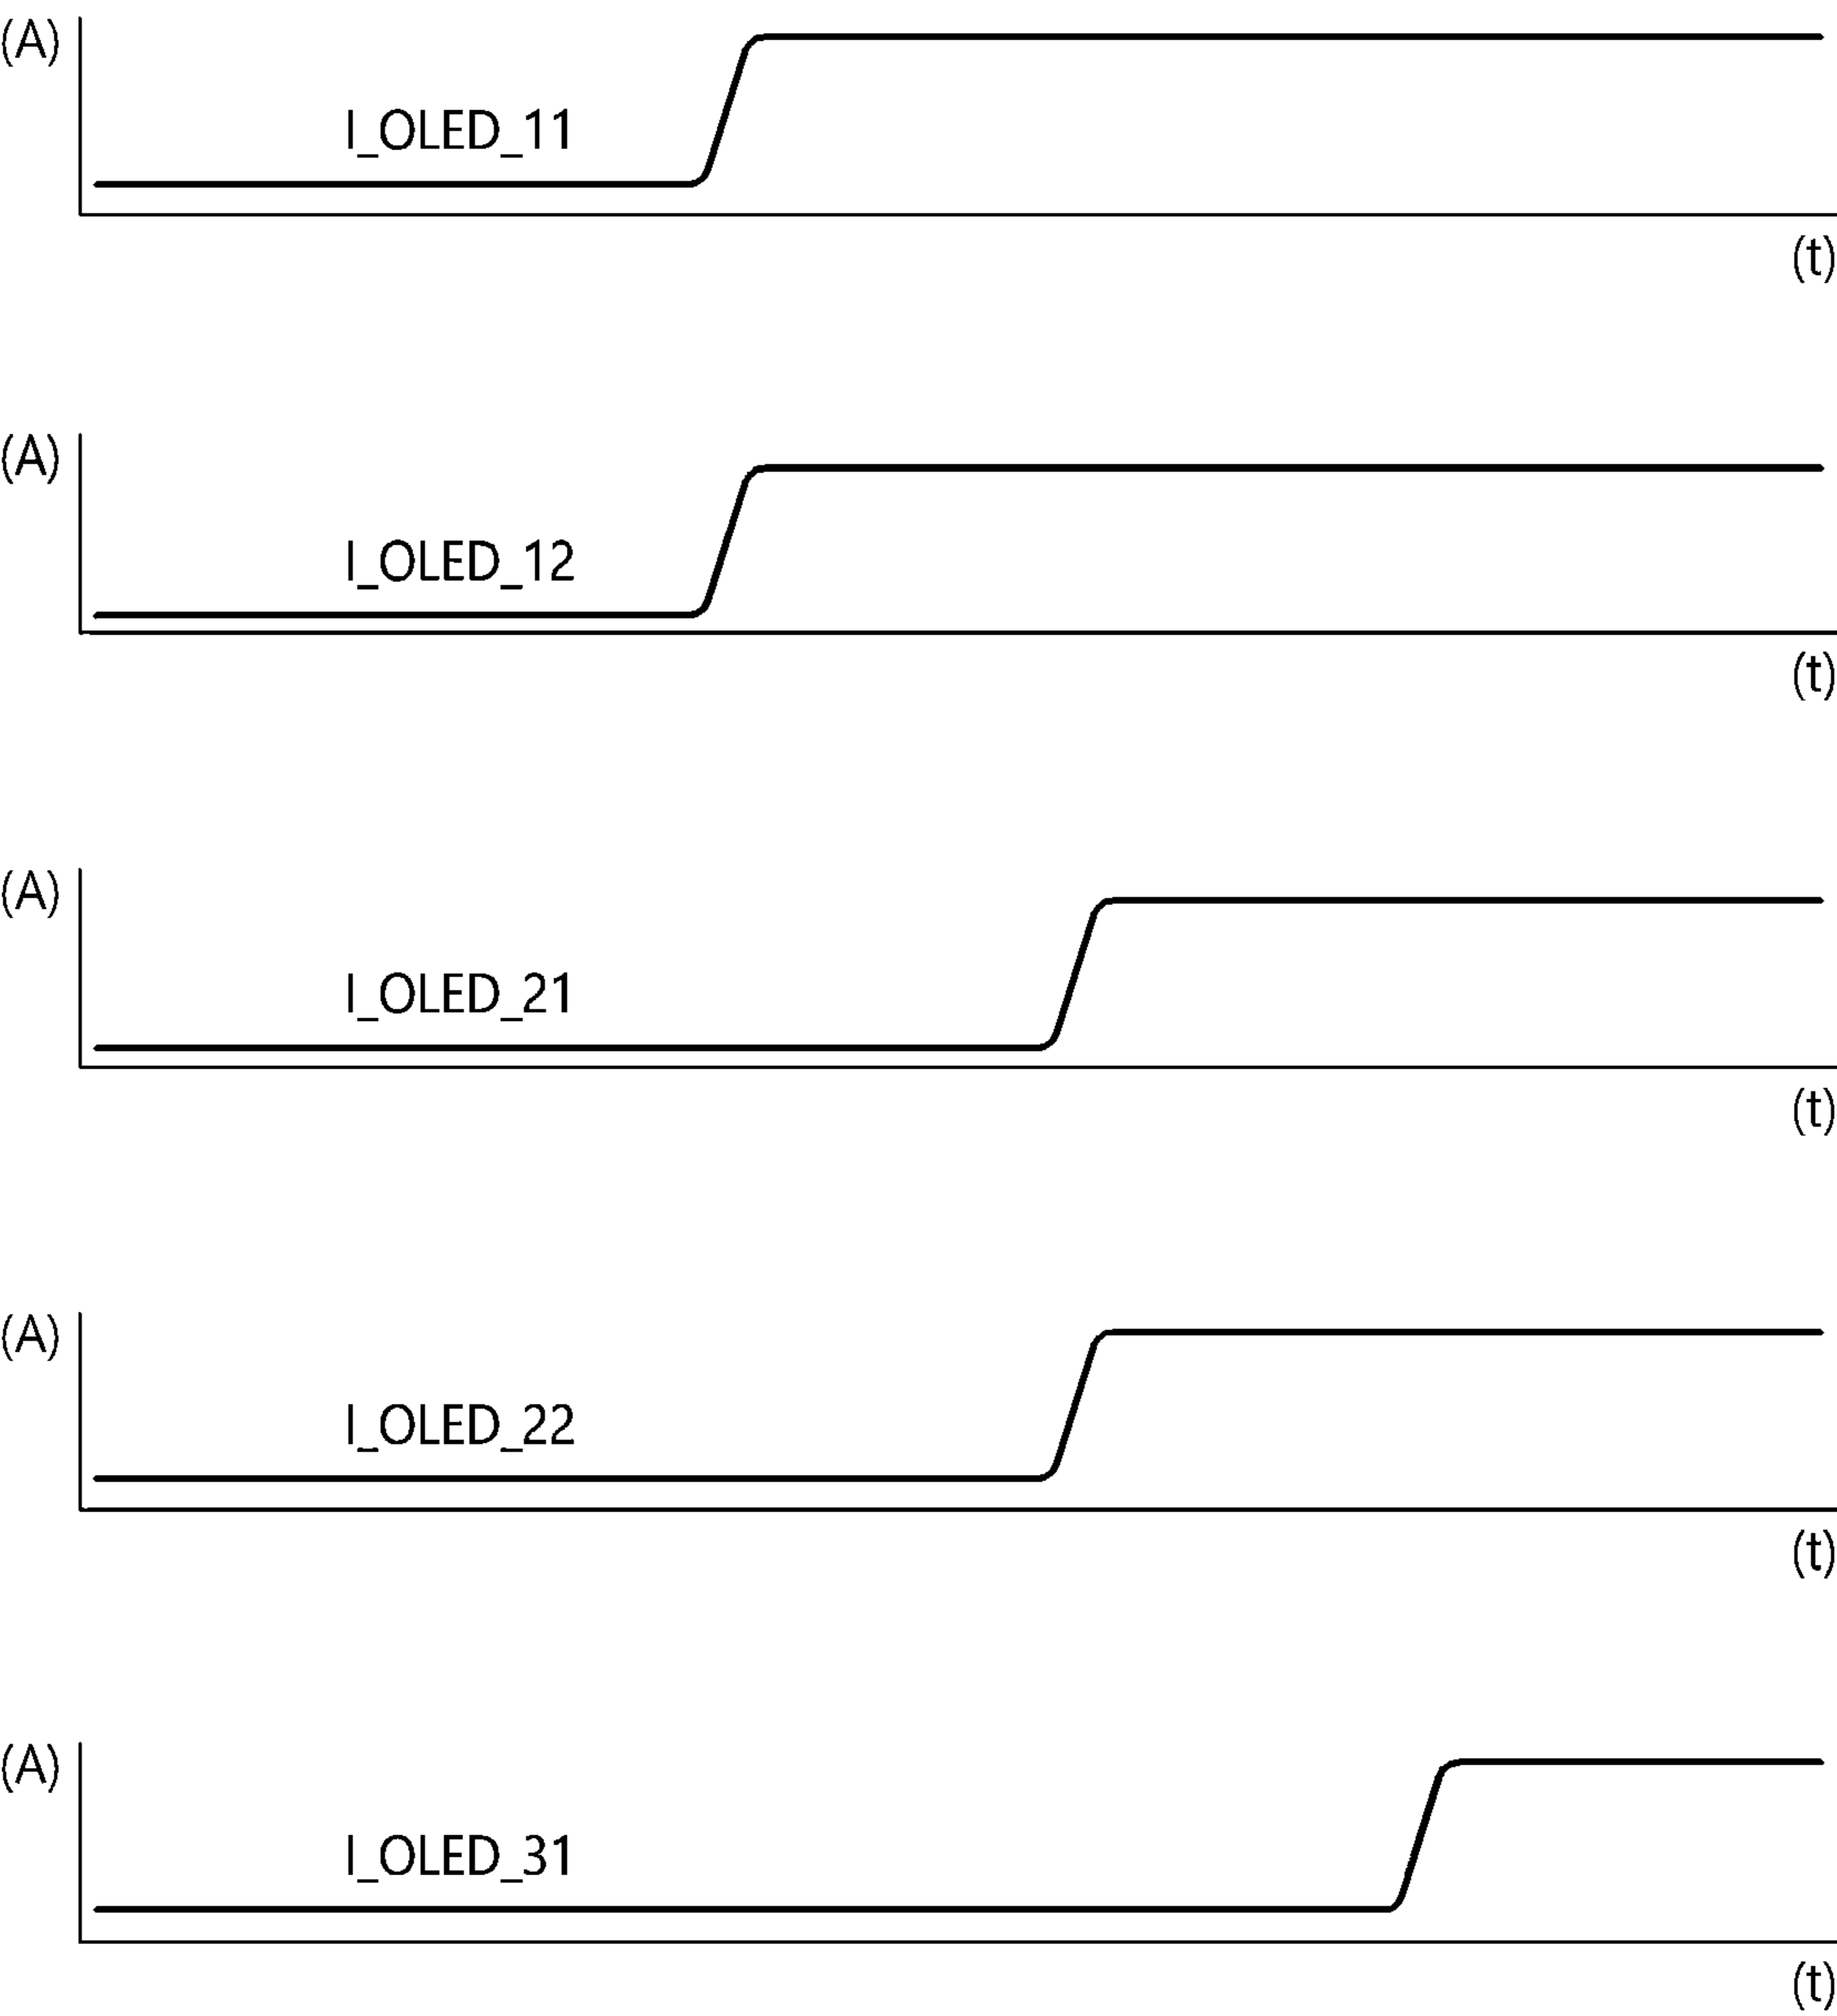 (A)
I_OLED_11
(t)
(A)
I_OLED_12
(t)
(A)
I_OLED_21
(t)
(A)
I_OLED_22
(t)
(A)
I_OLED_31
(t)